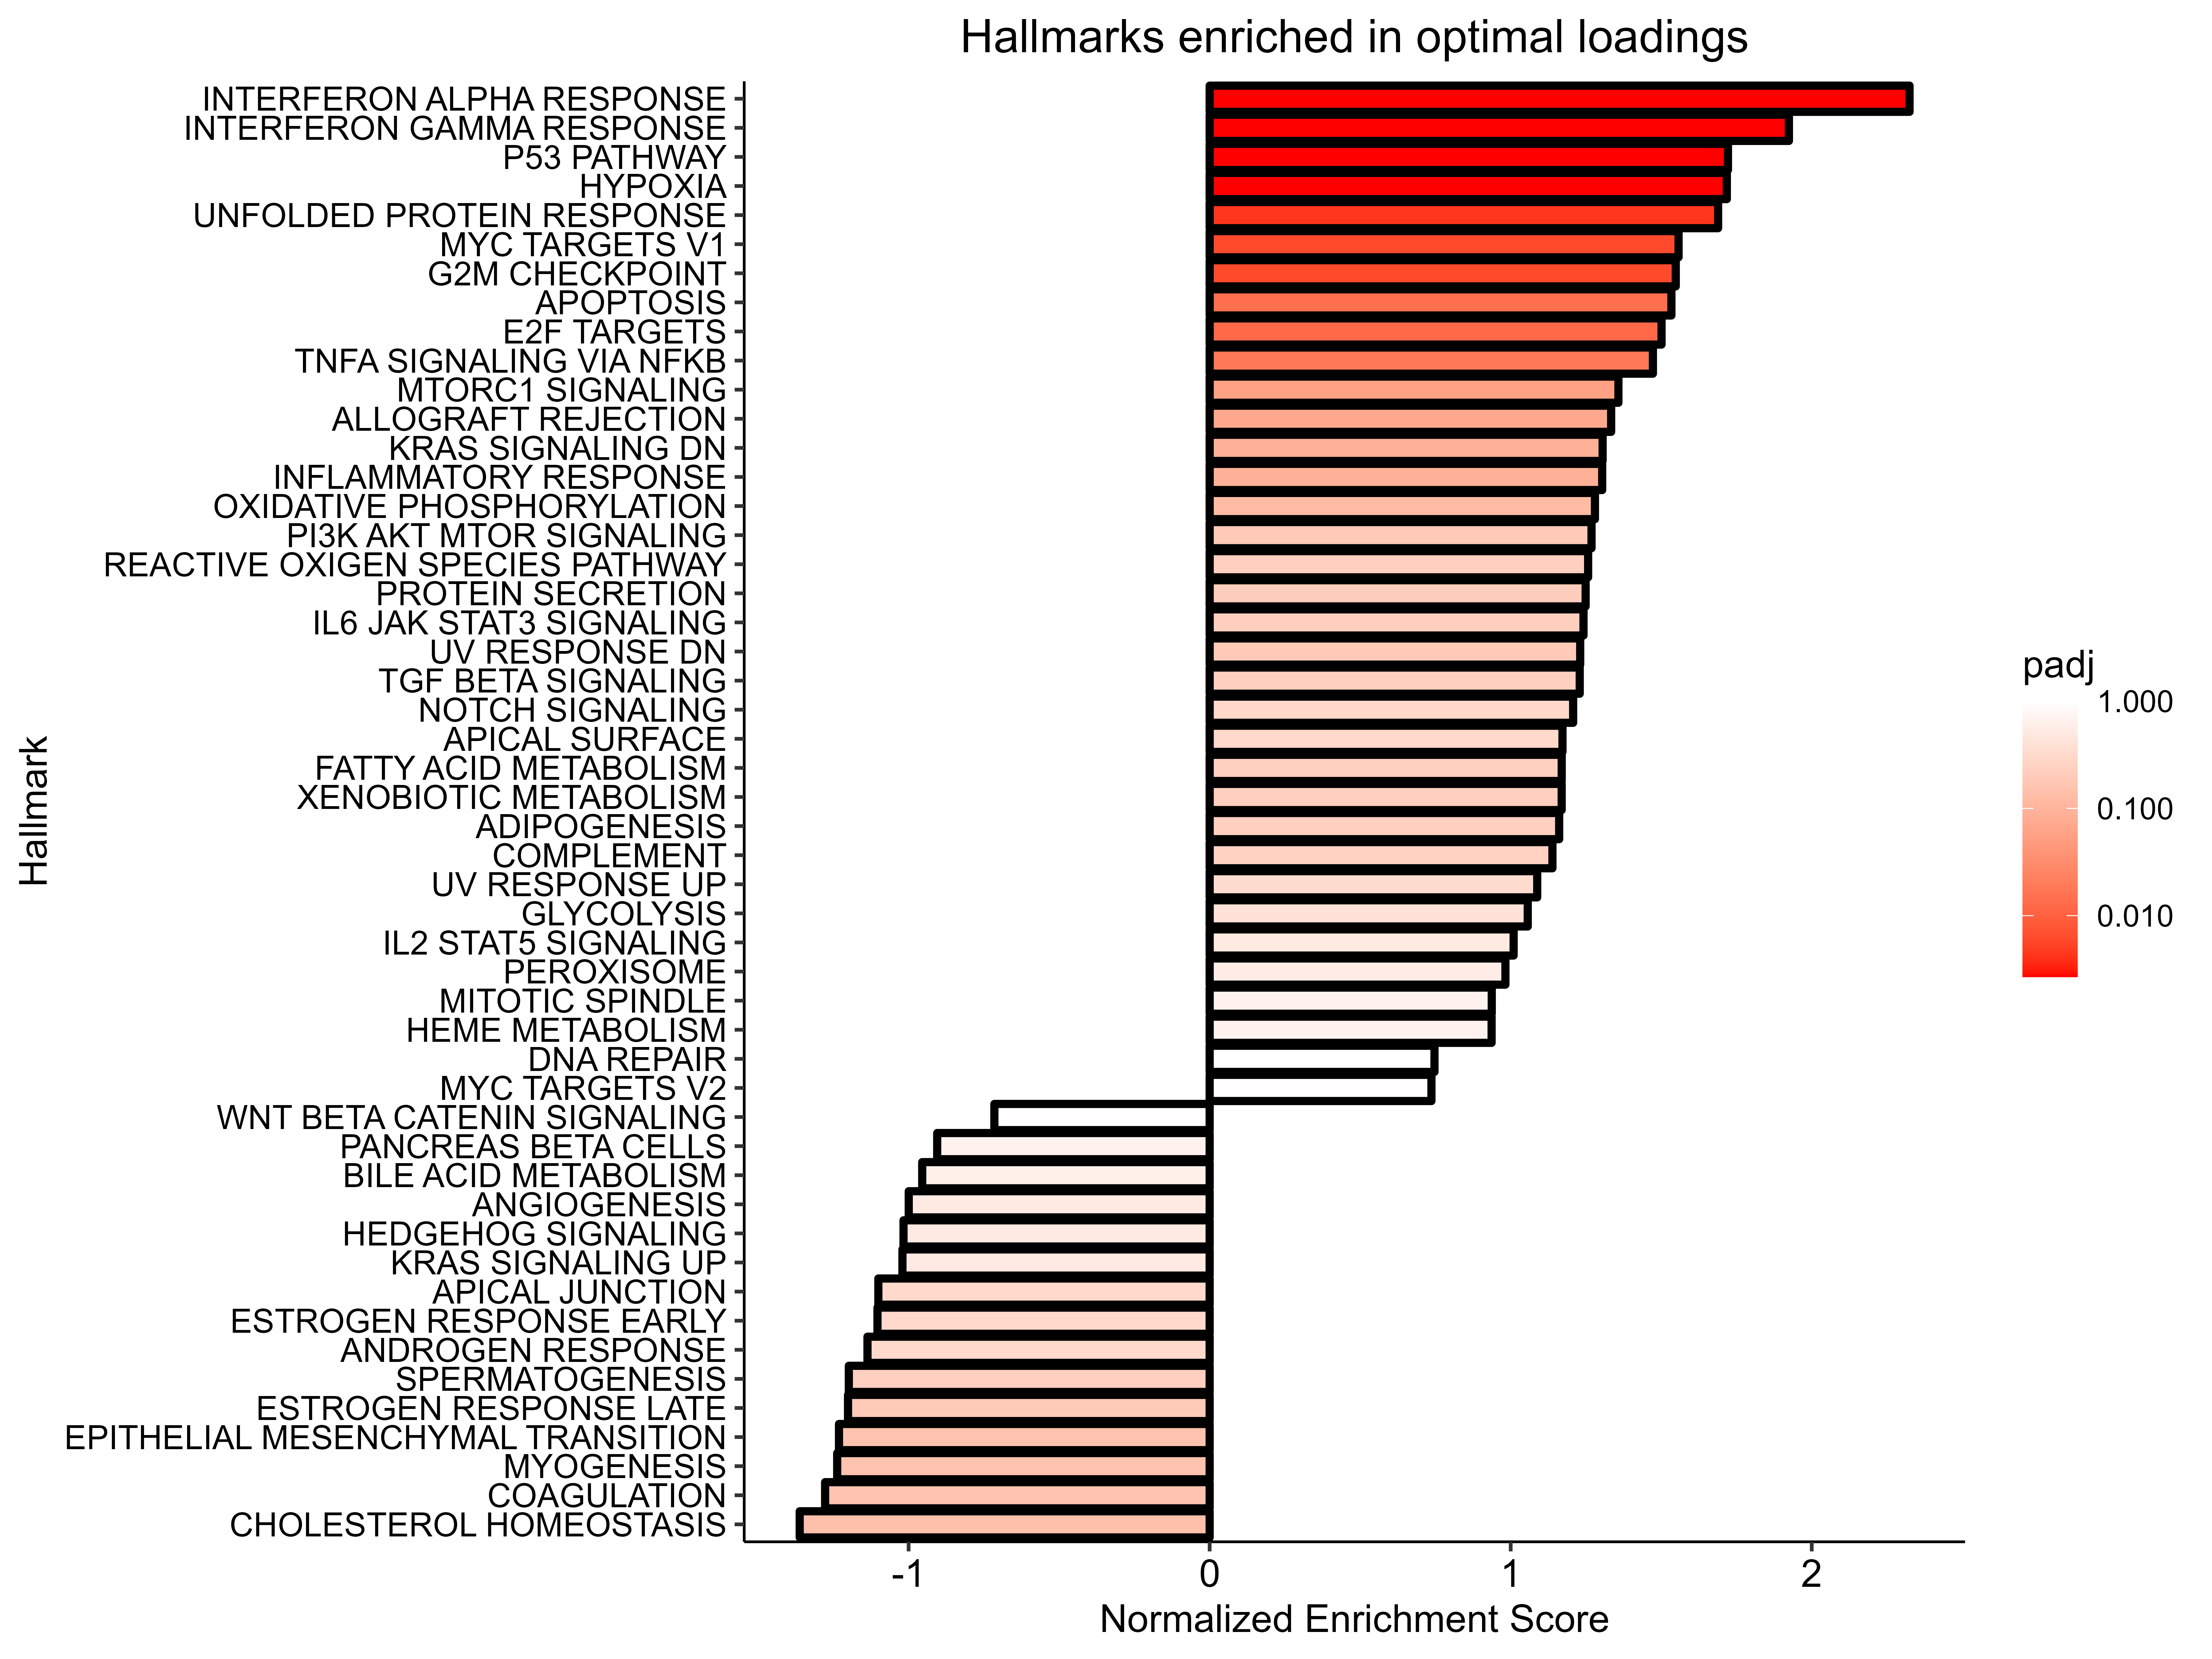 Hallmarks enriched in optimal loadings
INTERFERON ALPHA RESPONSE
INTERFERON GAMMA RESPONSE
P53 PATHWAY
HYPOXIA
UNFOLDED PROTEIN RESPONSE
MYC TARGETS V1
G2M CHECKPOINT
APOPTOSIS
E2F TARGETS
TNFA SIGNALING VIA NFKB
MTORC1 SIGNALING
ALLOGRAFT REJECTION
KRAS SIGNALING DN
INFLAMMATORY RESPONSE
OXIDATIVE PHOSPHORYLATION
PI3K AKT MTOR SIGNALING
REACTIVE OXIGEN SPECIES PATHWAY
PROTEIN SECRETION
IL6 JAK STAT3 SIGNALING
UV RESPONSE DN
TGF BETA SIGNALING
NOTCH SIGNALING
APICAL SURFACE
FATTY ACID METABOLISM
XENOBIOTIC METABOLISM
ADIPOGENESIS
COMPLEMENT
UV RESPONSE UP
GLYCOLYSIS
IL2 STAT5 SIGNALING
PEROXISOME
MITOTIC SPINDLE
HEME METABOLISM
DNA REPAIR
MYC TARGETS V2
WNT BETA CATENIN SIGNALING
PANCREAS BETA CELLS
BILE ACID METABOLISM
ANGIOGENESIS
HEDGEHOG SIGNALING
KRAS SIGNALING UP
APICAL JUNCTION
ESTROGEN RESPONSE EARLY
ANDROGEN RESPONSE
SPERMATOGENESIS
ESTROGEN RESPONSE LATE
EPITHELIAL MESENCHYMAL TRANSITION
MYOGENESIS
COAGULATION
CHOLESTEROL HOMEOSTASIS
Hallmark
-1 0 1 2
Normalized Enrichment Score
padj
1.000
0.100
0.010